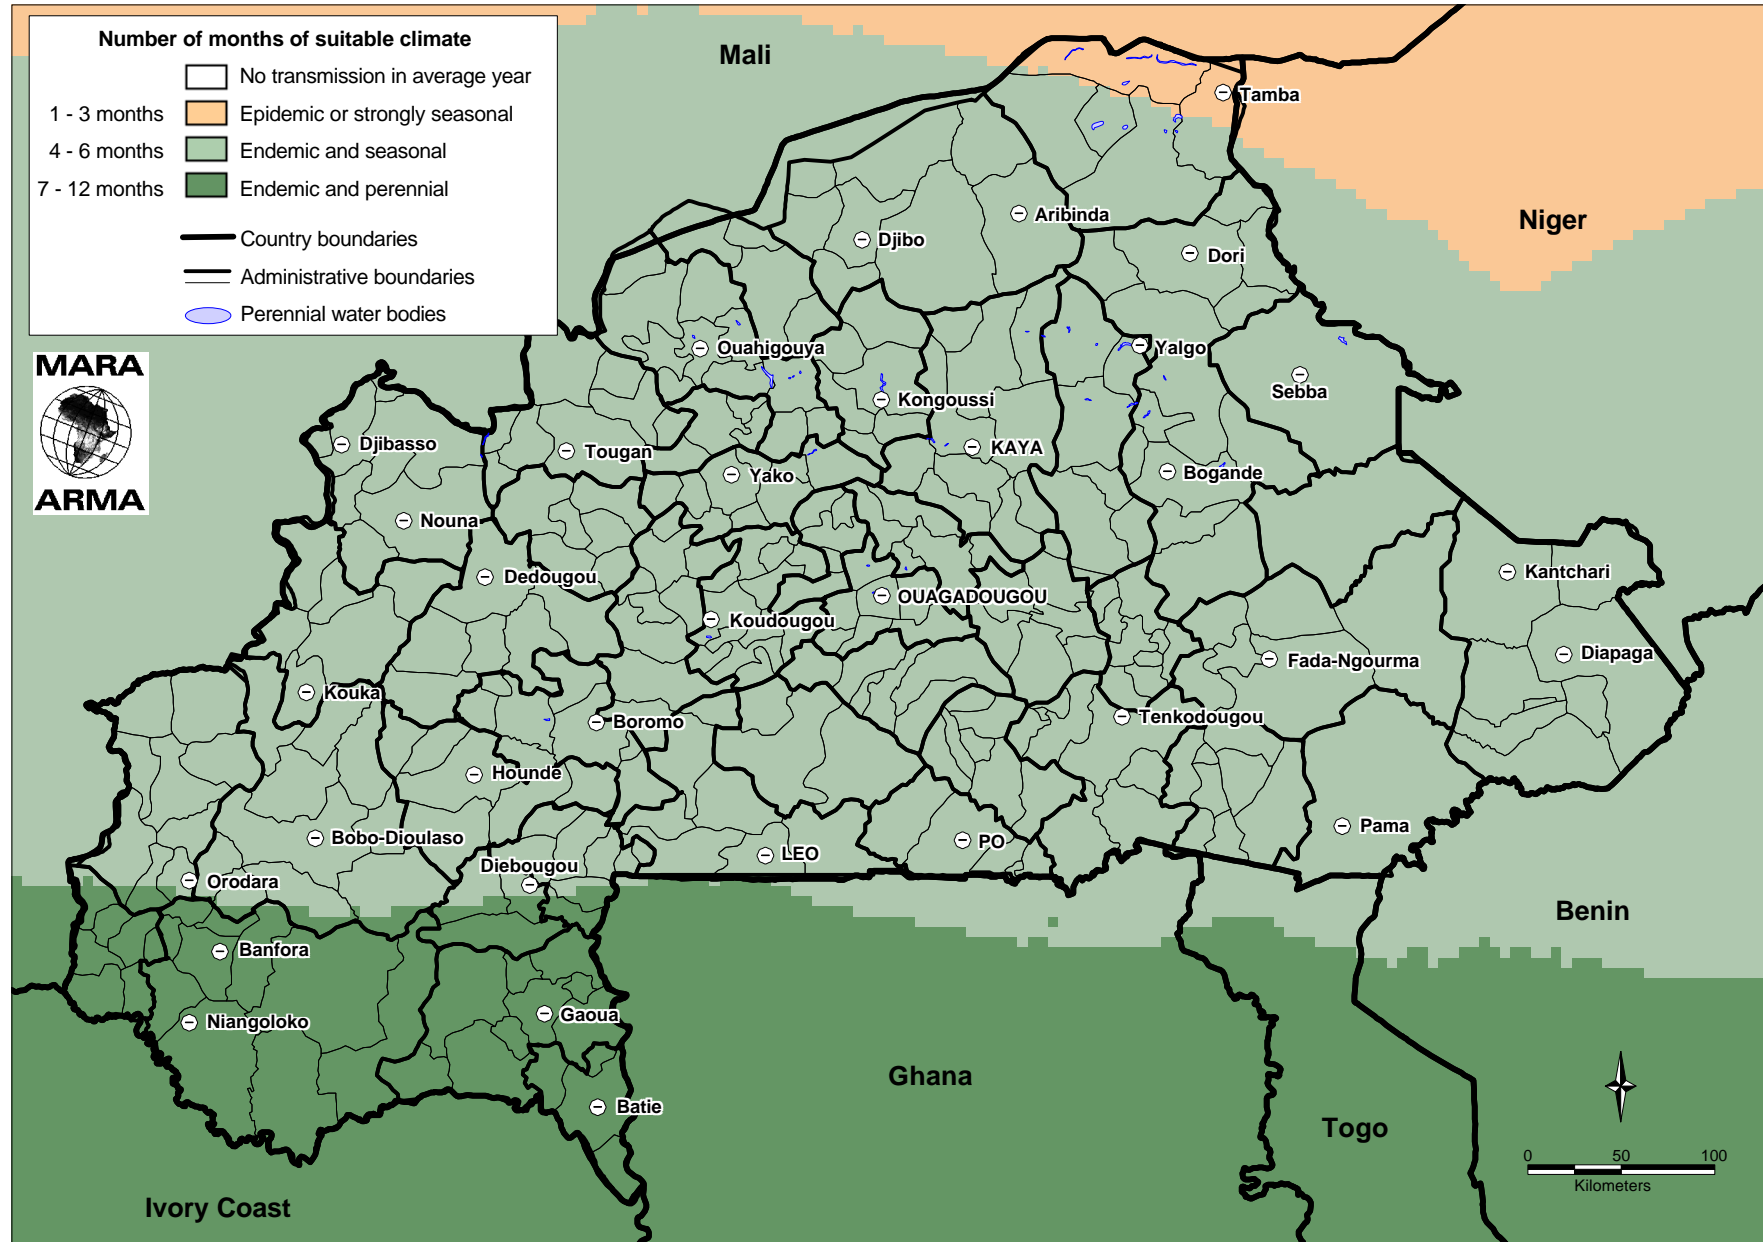 Number of months of suitable climate
No transmission in average year
1 - 3 months Epidemic or strongly seasonal
4 - 6 months Endemic and seasonal
7 - 12 months Endemic and perennial
Country boundaries
Administrative boundaries
Perennial water bodies
MARA
ARMA
Mali
Niger
Tamba
Aribinda
Djibo
Dori
Ouahigouya
Yalgo
Sebba
Kongoussi
Djibasso
Tougan
KAYA
Yako
Bogande
Nouna
Dedougou
Kantchari
OUAGADOUGOU
Koudougou
Diapaga
Fada-Ngourma
Kouka
Boromo
Tenkodougou
Hounde
Pama
Bobo-Dioulaso
PO
LEO
Diebougou
Orodara
Benin
Banfora
Gaoua
Niangoloko
Ghana
Batie
Togo
0 50 100
Kilometers
Ivory Coast